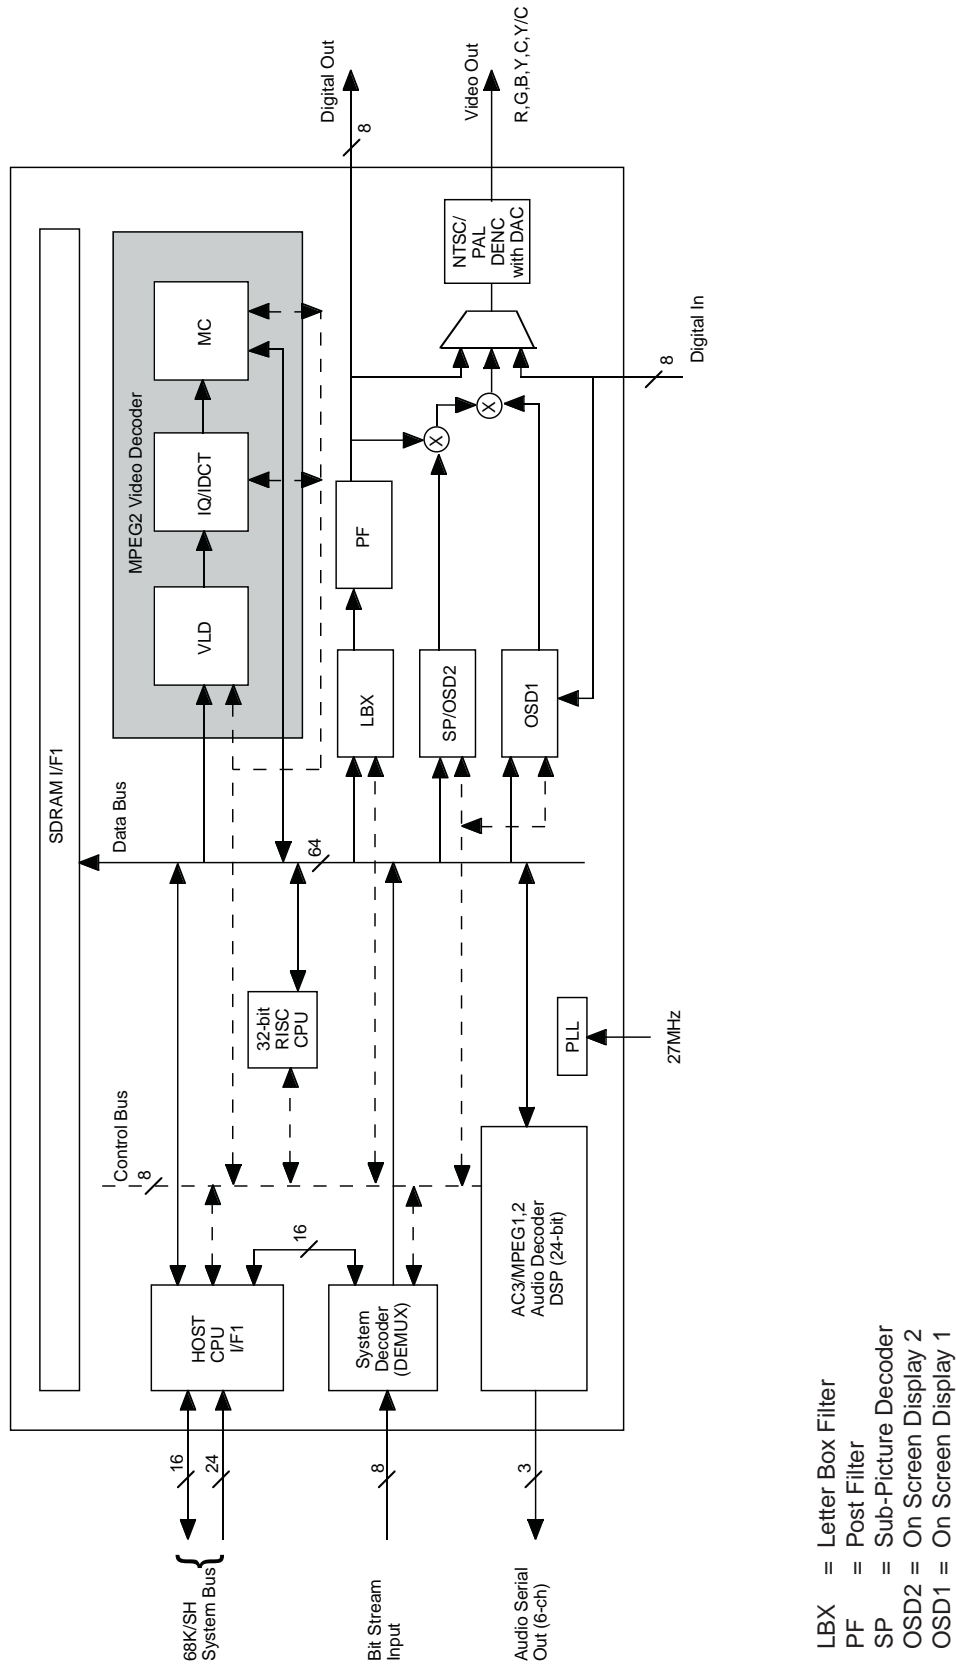 SDRAM I/F1
MPEG2 Video Decoder
VLD
IQ/IDCT
MC
Data Bus
Control Bus
8
64
68K/SH
System Bus
16
24
HOST
CPU
I/F1
32-bit
RISC
CPU
16
Bit Stream
Input
8
System
Decoder
(DEMUX)
LBX
PF
Digital Out
8
SP/OSD2
X
X
OSD1
NTSC/
PAL
DENC
with DAC
Video Out
R,G,B,Y,C,Y/C
Audio Serial
Out (6-ch)
3
AC3/MPEG1,2
Audio Decoder
DSP (24-bit)
PLL
27MHz
8
Digital In
LBX = Letter Box Filter
PF = Post Filter
SP = Sub-Picture Decoder
OSD2 = On Screen Display 2
OSD1 = On Screen Display 1